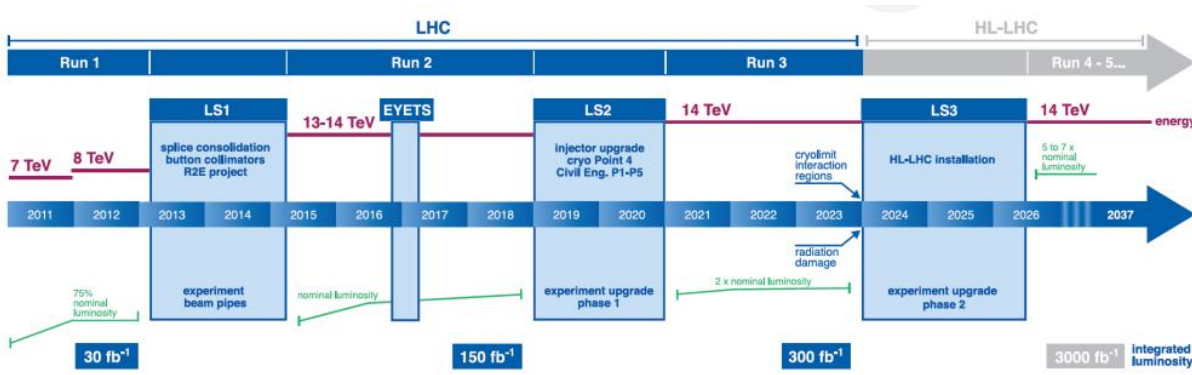 LHC
HL-LHC
Run 1
Run 2
Run 3
Run 4 - 5...
LS1
EYETS
LS2
LS3
7 TeV
8 TeV
13-14 TeV
14 TeV
14 TeV
energy
splice consolidation
button collimators
R2E project
injector upgrade
cryo Point 4
Civil Eng. P1-P5
cryolimit
interaction
regions
HL-LHC installation
5 to 7 x
nominal
luminosity
2011 2012 2013 2014 2015 2016 2017 2018 2019 2020 2021 2022 2023 2024 2025 2026 2037
radiation
damage
75%
nominal
luminosity
experiment
beam pipes
nominal luminosity
experiment upgrade
phase 1
2 x nominal luminosity
experiment upgrade
phase 2
30 fb⁻¹
150 fb⁻¹
300 fb⁻¹
3000 fb⁻¹
integrated
luminosity